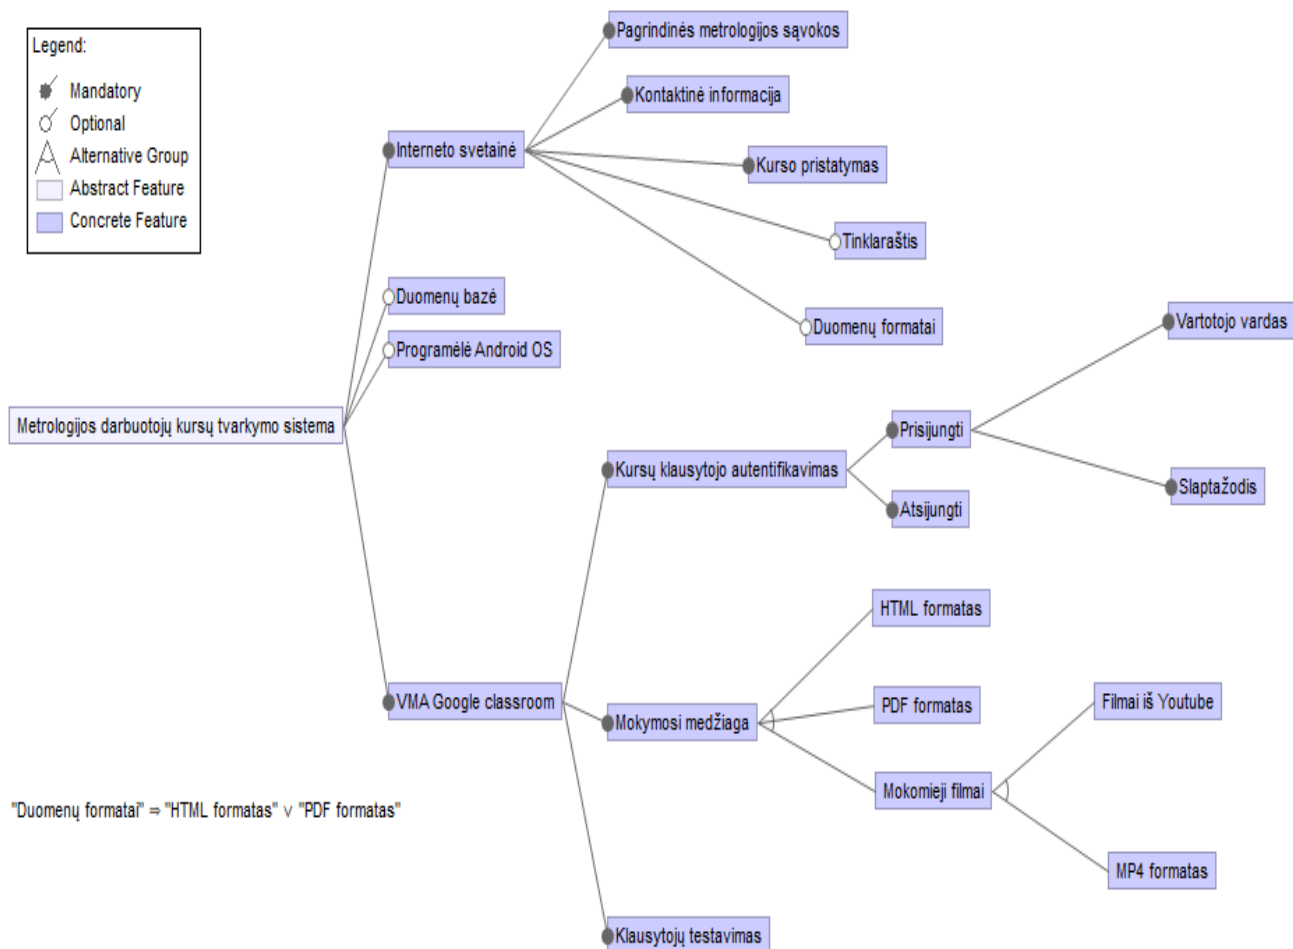 Legend:
Mandatory
Optional
Alternative Group
Abstract Feature
Concrete Feature
Pagrindinės metrologijos sąvokos
Kontaktinė informacija
Interneto svetainė
Kurso pristatymas
Tinklaraštis
Duomenų bazė
Duomenų formatai
Vartotojo vardas
Programėlė Android OS
Metrologijos darbuotojų kursų tvarkymo sistema
Prisijungti
Kursų klausytojo autentifikavimas
Slaptažodis
Atsijungti
HTML formatas
VMA Google classroom
PDF formatas
Filmai iš Youtube
Mokymosi medžiaga
Mokomieji filmai
"Duomenų formatai" ⇒ "HTML formatas" ∨ "PDF formatas"
MP4 formatas
Klausytojų testavimas